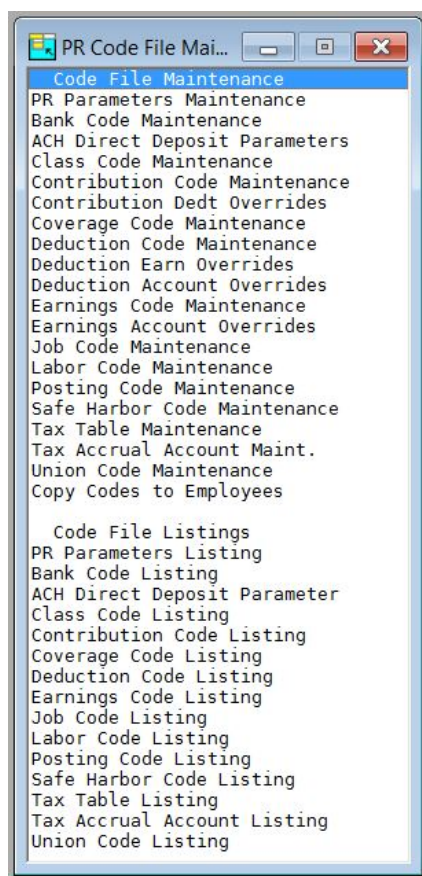 PR Code File Mai...
Code File Maintenance
PR Parameters Maintenance
Bank Code Maintenance
ACH Direct Deposit Parameters
Class Code Maintenance
Contribution Code Maintenance
Contribution Dedt Overrides
Coverage Code Maintenance
Deduction Code Maintenance
Deduction Earn Overrides
Deduction Account Overrides
Earnings Code Maintenance
Earnings Account Overrides
Job Code Maintenance
Labor Code Maintenance
Posting Code Maintenance
Safe Harbor Code Maintenance
Tax Table Maintenance
Tax Accrual Account Maint.
Union Code Maintenance
Copy Codes to Employees
Code File Listings
PR Parameters Listing
Bank Code Listing
ACH Direct Deposit Parameter
Class Code Listing
Contribution Code Listing
Coverage Code Listing
Deduction Code Listing
Earnings Code Listing
Job Code Listing
Labor Code Listing
Posting Code Listing
Safe Harbor Code Listing
Tax Table Listing
Tax Accrual Account Listing
Union Code Listing